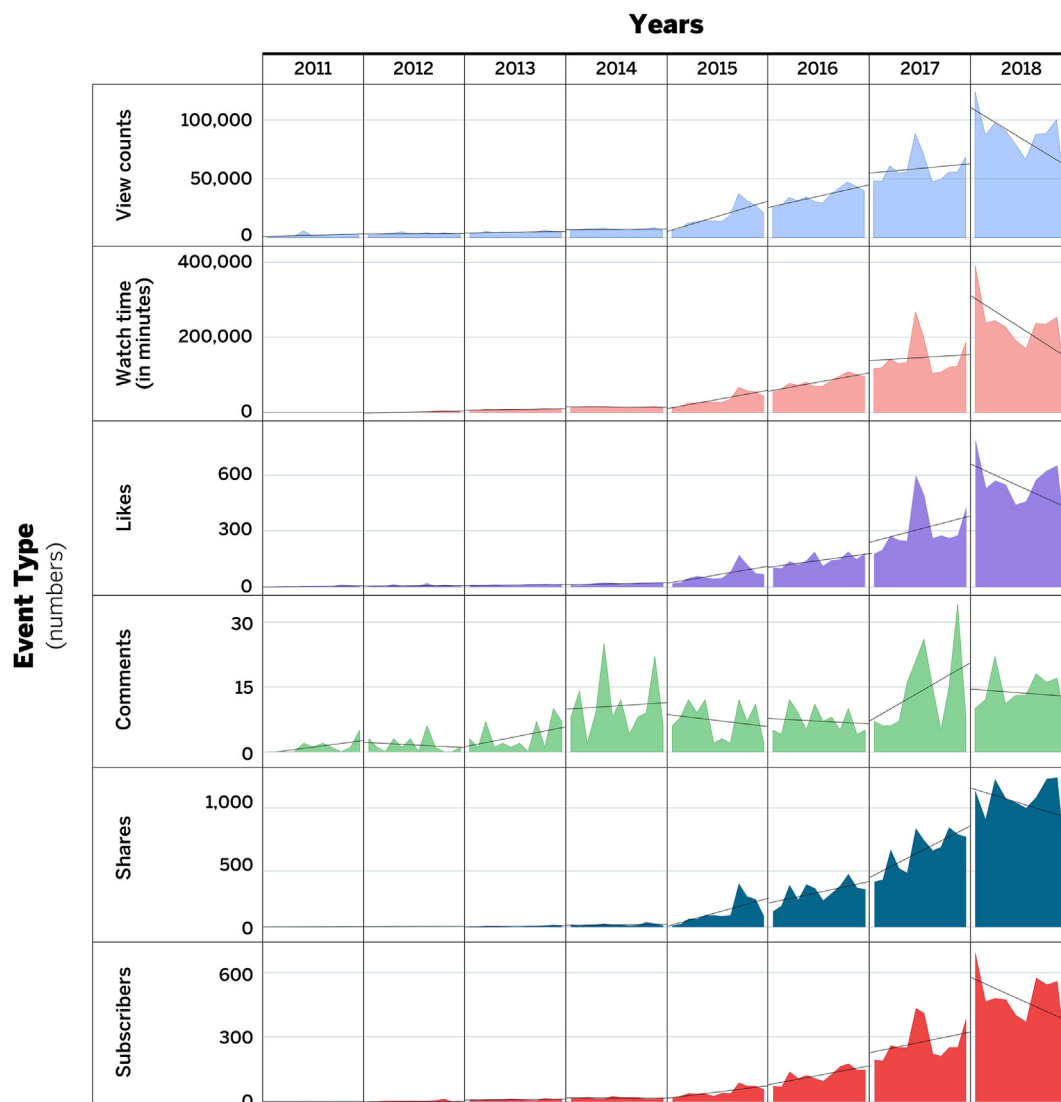 Years
2011 2012 2013 2014 2015 2016 2017 2018
Event Type
(numbers)
View counts
100,000
50,000
0
Watch time
(in minutes)
400,000
200,000
0
Likes
600
300
0
Comments
30
15
0
Shares
1,000
500
0
Subscribers
600
300
0